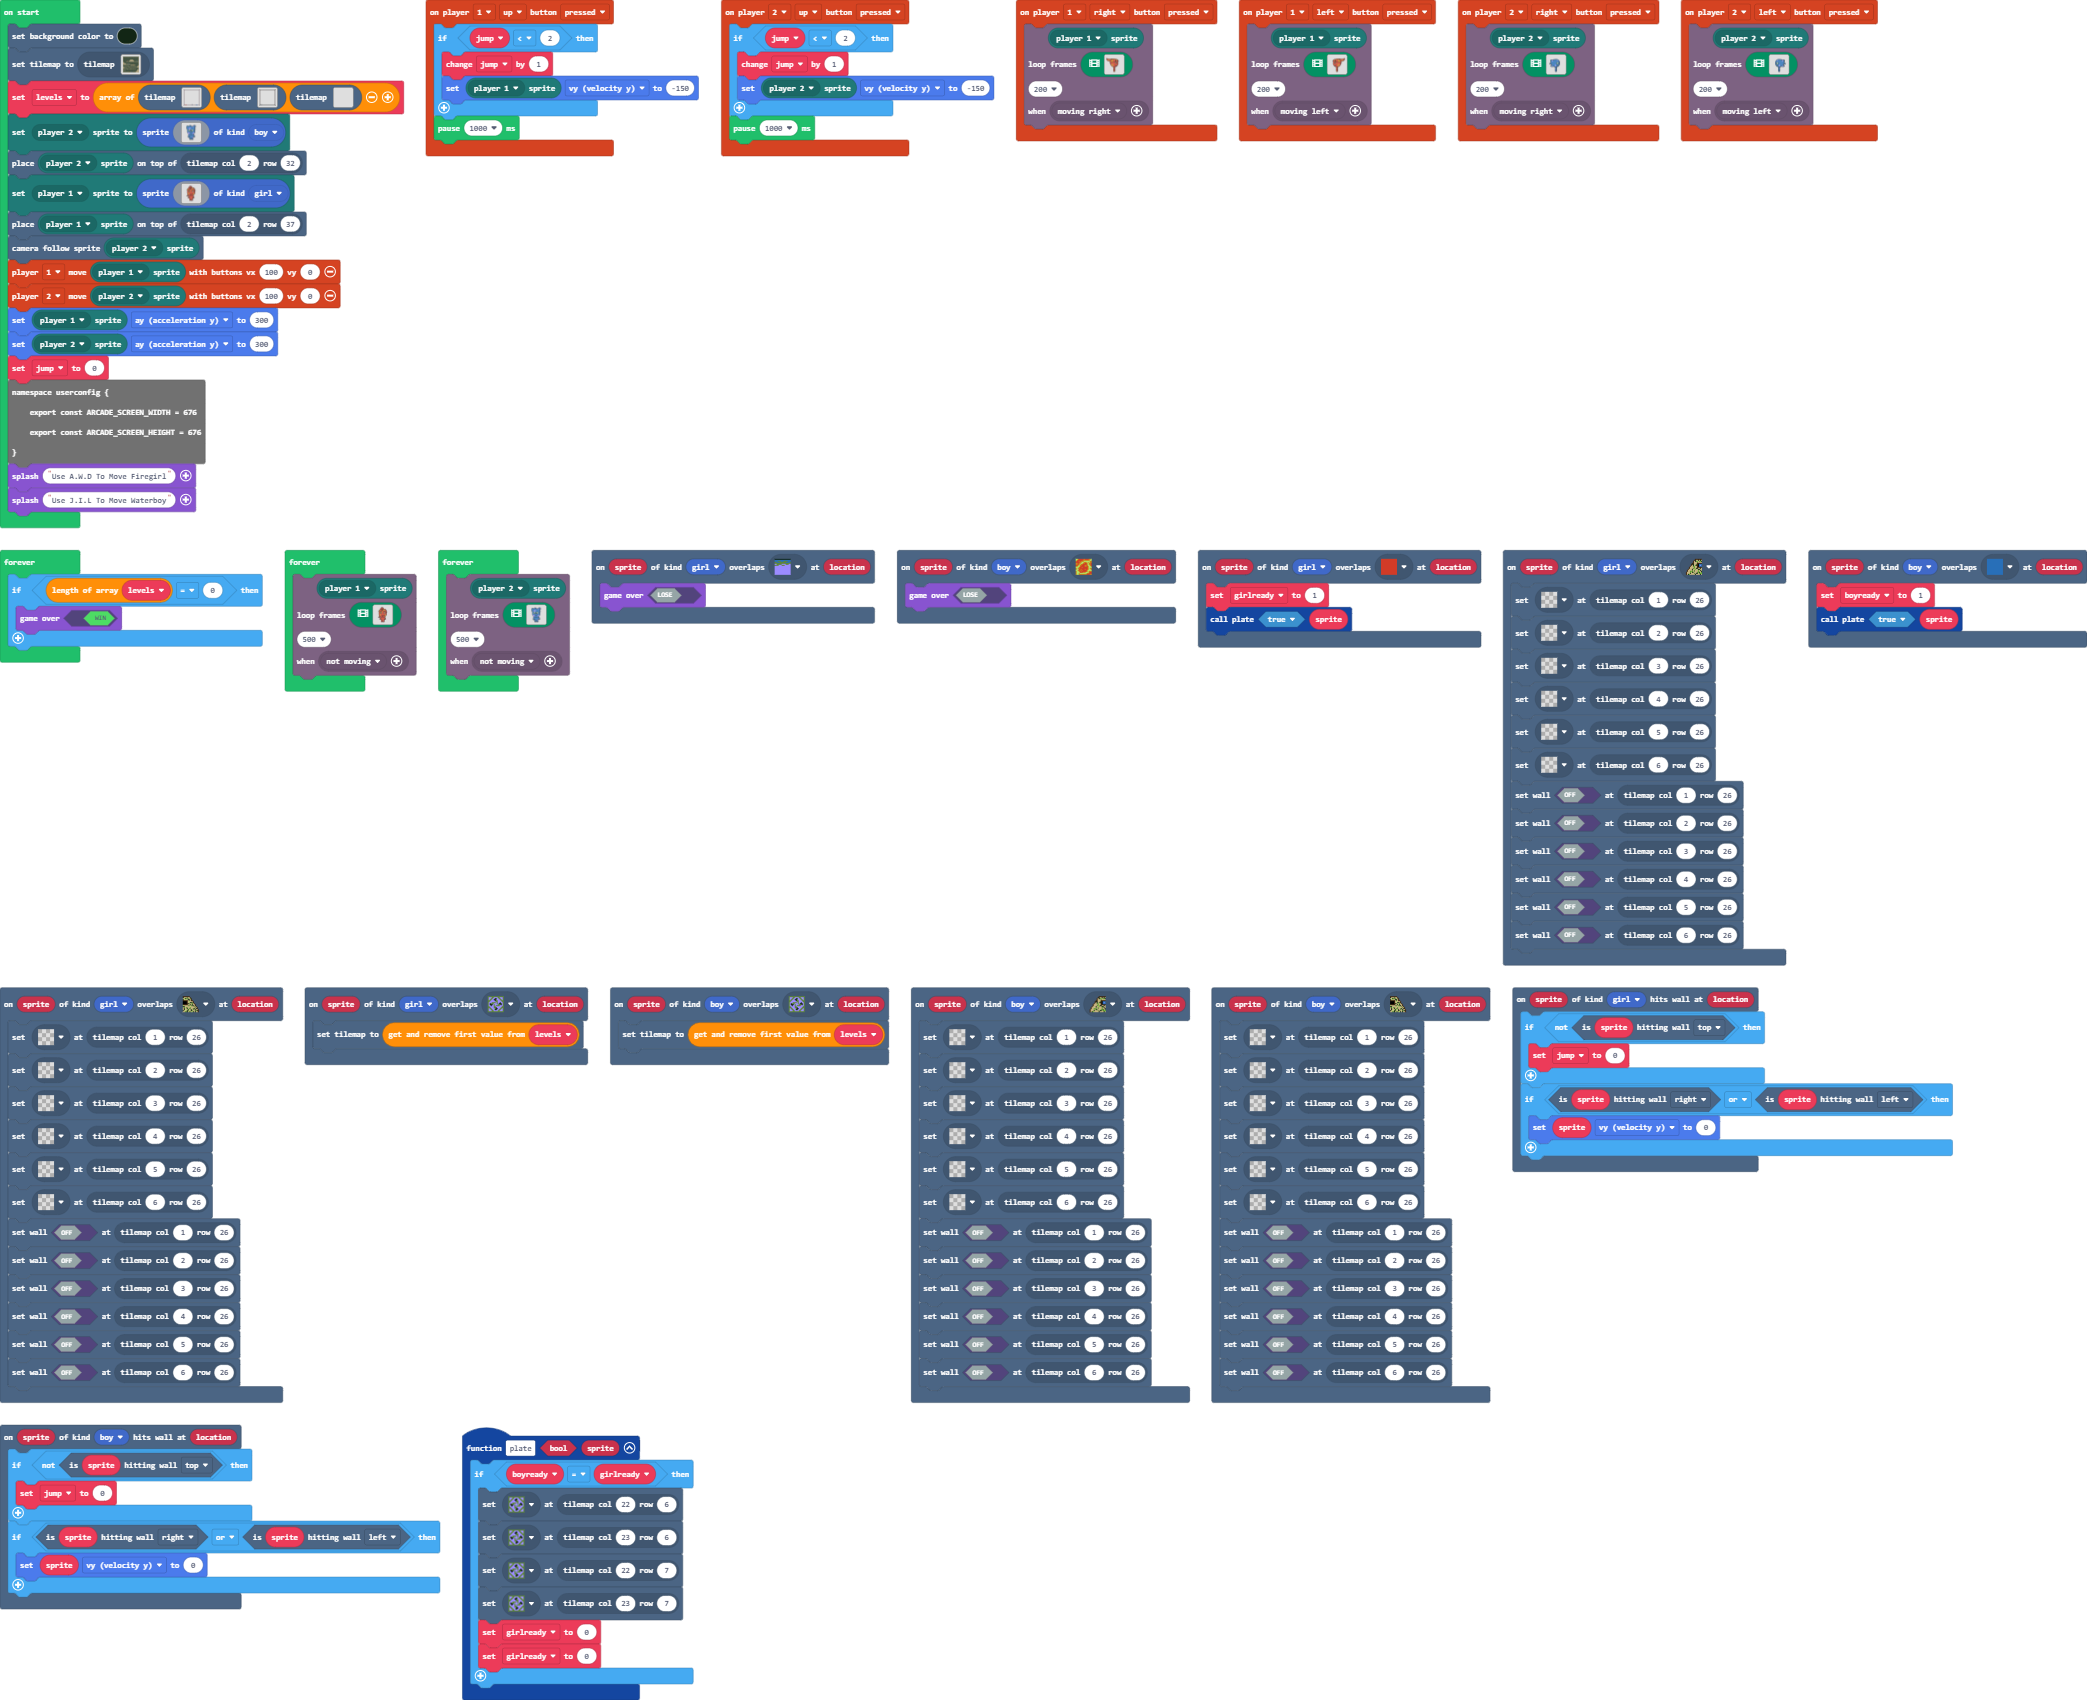 on start
set background color to
set tilemap to tilemap
set levels to array of tilemap tilemap tilemap
set player 2 sprite to sprite of kind boy
place player 2 sprite on top of tilemap col 2 row 32
set player 1 sprite to sprite of kind girl
place player 1 sprite on top of tilemap col 2 row 37
camera follow sprite player 2 sprite
player 1 move player 1 sprite with buttons vx 100 vy 0
player 2 move player 2 sprite with buttons vx 100 vy 0
set player 1 sprite ay (acceleration y) to 300
set player 2 sprite ay (acceleration y) to 300
set jump to 0
namespace userconfig {
export const ARCADE_SCREEN_WIDTH = 676
export const ARCADE_SCREEN_HEIGHT = 676
}
splash "Use A.W.D To Move Firegirl"
splash "Use J.I.L To Move Waterboy"
on player 1 up button pressed
if jump < 2 then
change jump by 1
set player 1 sprite vy (velocity y) to -150
pause 1000 ms
on player 2 up button pressed
if jump < 2 then
change jump by 1
set player 2 sprite vy (velocity y) to -150
pause 1000 ms
on player 1 right button pressed
player 1 sprite
loop frames
200
when moving right
on player 1 left button pressed
player 1 sprite
loop frames
200
when moving left
on player 2 right button pressed
player 2 sprite
loop frames
200
when moving right
on player 2 left button pressed
player 2 sprite
loop frames
200
when moving left
forever
if length of array levels = 0 then
game over WIN
forever
player 1 sprite
loop frames
500
when not moving
forever
player 2 sprite
loop frames
500
when not moving
on sprite of kind girl overlaps at location
game over LOSE
on sprite of kind boy overlaps at location
game over LOSE
on sprite of kind girl overlaps at location
set girlready to 1
call plate true sprite
on sprite of kind girl overlaps at location
set at tilemap col 1 row 26
set at tilemap col 2 row 26
set at tilemap col 3 row 26
set at tilemap col 4 row 26
set at tilemap col 5 row 26
set at tilemap col 6 row 26
set wall OFF at tilemap col 1 row 26
set wall OFF at tilemap col 2 row 26
set wall OFF at tilemap col 3 row 26
set wall OFF at tilemap col 4 row 26
set wall OFF at tilemap col 5 row 26
set wall OFF at tilemap col 6 row 26
on sprite of kind boy overlaps at location
set boyready to 1
call plate true sprite
on sprite of kind girl overlaps at location
set at tilemap col 1 row 26
set at tilemap col 2 row 26
set at tilemap col 3 row 26
set at tilemap col 4 row 26
set at tilemap col 5 row 26
set at tilemap col 6 row 26
set wall OFF at tilemap col 1 row 26
set wall OFF at tilemap col 2 row 26
set wall OFF at tilemap col 3 row 26
set wall OFF at tilemap col 4 row 26
set wall OFF at tilemap col 5 row 26
set wall OFF at tilemap col 6 row 26
on sprite of kind girl overlaps at location
set tilemap to get and remove first value from levels
on sprite of kind boy overlaps at location
set tilemap to get and remove first value from levels
on sprite of kind boy overlaps at location
set at tilemap col 1 row 26
set at tilemap col 2 row 26
set at tilemap col 3 row 26
set at tilemap col 4 row 26
set at tilemap col 5 row 26
set at tilemap col 6 row 26
set wall OFF at tilemap col 1 row 26
set wall OFF at tilemap col 2 row 26
set wall OFF at tilemap col 3 row 26
set wall OFF at tilemap col 4 row 26
set wall OFF at tilemap col 5 row 26
set wall OFF at tilemap col 6 row 26
on sprite of kind boy overlaps at location
set at tilemap col 1 row 26
set at tilemap col 2 row 26
set at tilemap col 3 row 26
set at tilemap col 4 row 26
set at tilemap col 5 row 26
set at tilemap col 6 row 26
set wall OFF at tilemap col 1 row 26
set wall OFF at tilemap col 2 row 26
set wall OFF at tilemap col 3 row 26
set wall OFF at tilemap col 4 row 26
set wall OFF at tilemap col 5 row 26
set wall OFF at tilemap col 6 row 26
on sprite of kind girl hits wall at location
if not is sprite hitting wall top then
set jump to 0
if is sprite hitting wall right or is sprite hitting wall left then
set sprite vy (velocity y) to 0
on sprite of kind boy hits wall at location
if not is sprite hitting wall top then
set jump to 0
if is sprite hitting wall right or is sprite hitting wall left then
set sprite vy (velocity y) to 0
function plate bool sprite
if boyready = girlready then
set at tilemap col 22 row 6
set at tilemap col 23 row 6
set at tilemap col 22 row 7
set at tilemap col 23 row 7
set girlready to 0
set girlready to 0